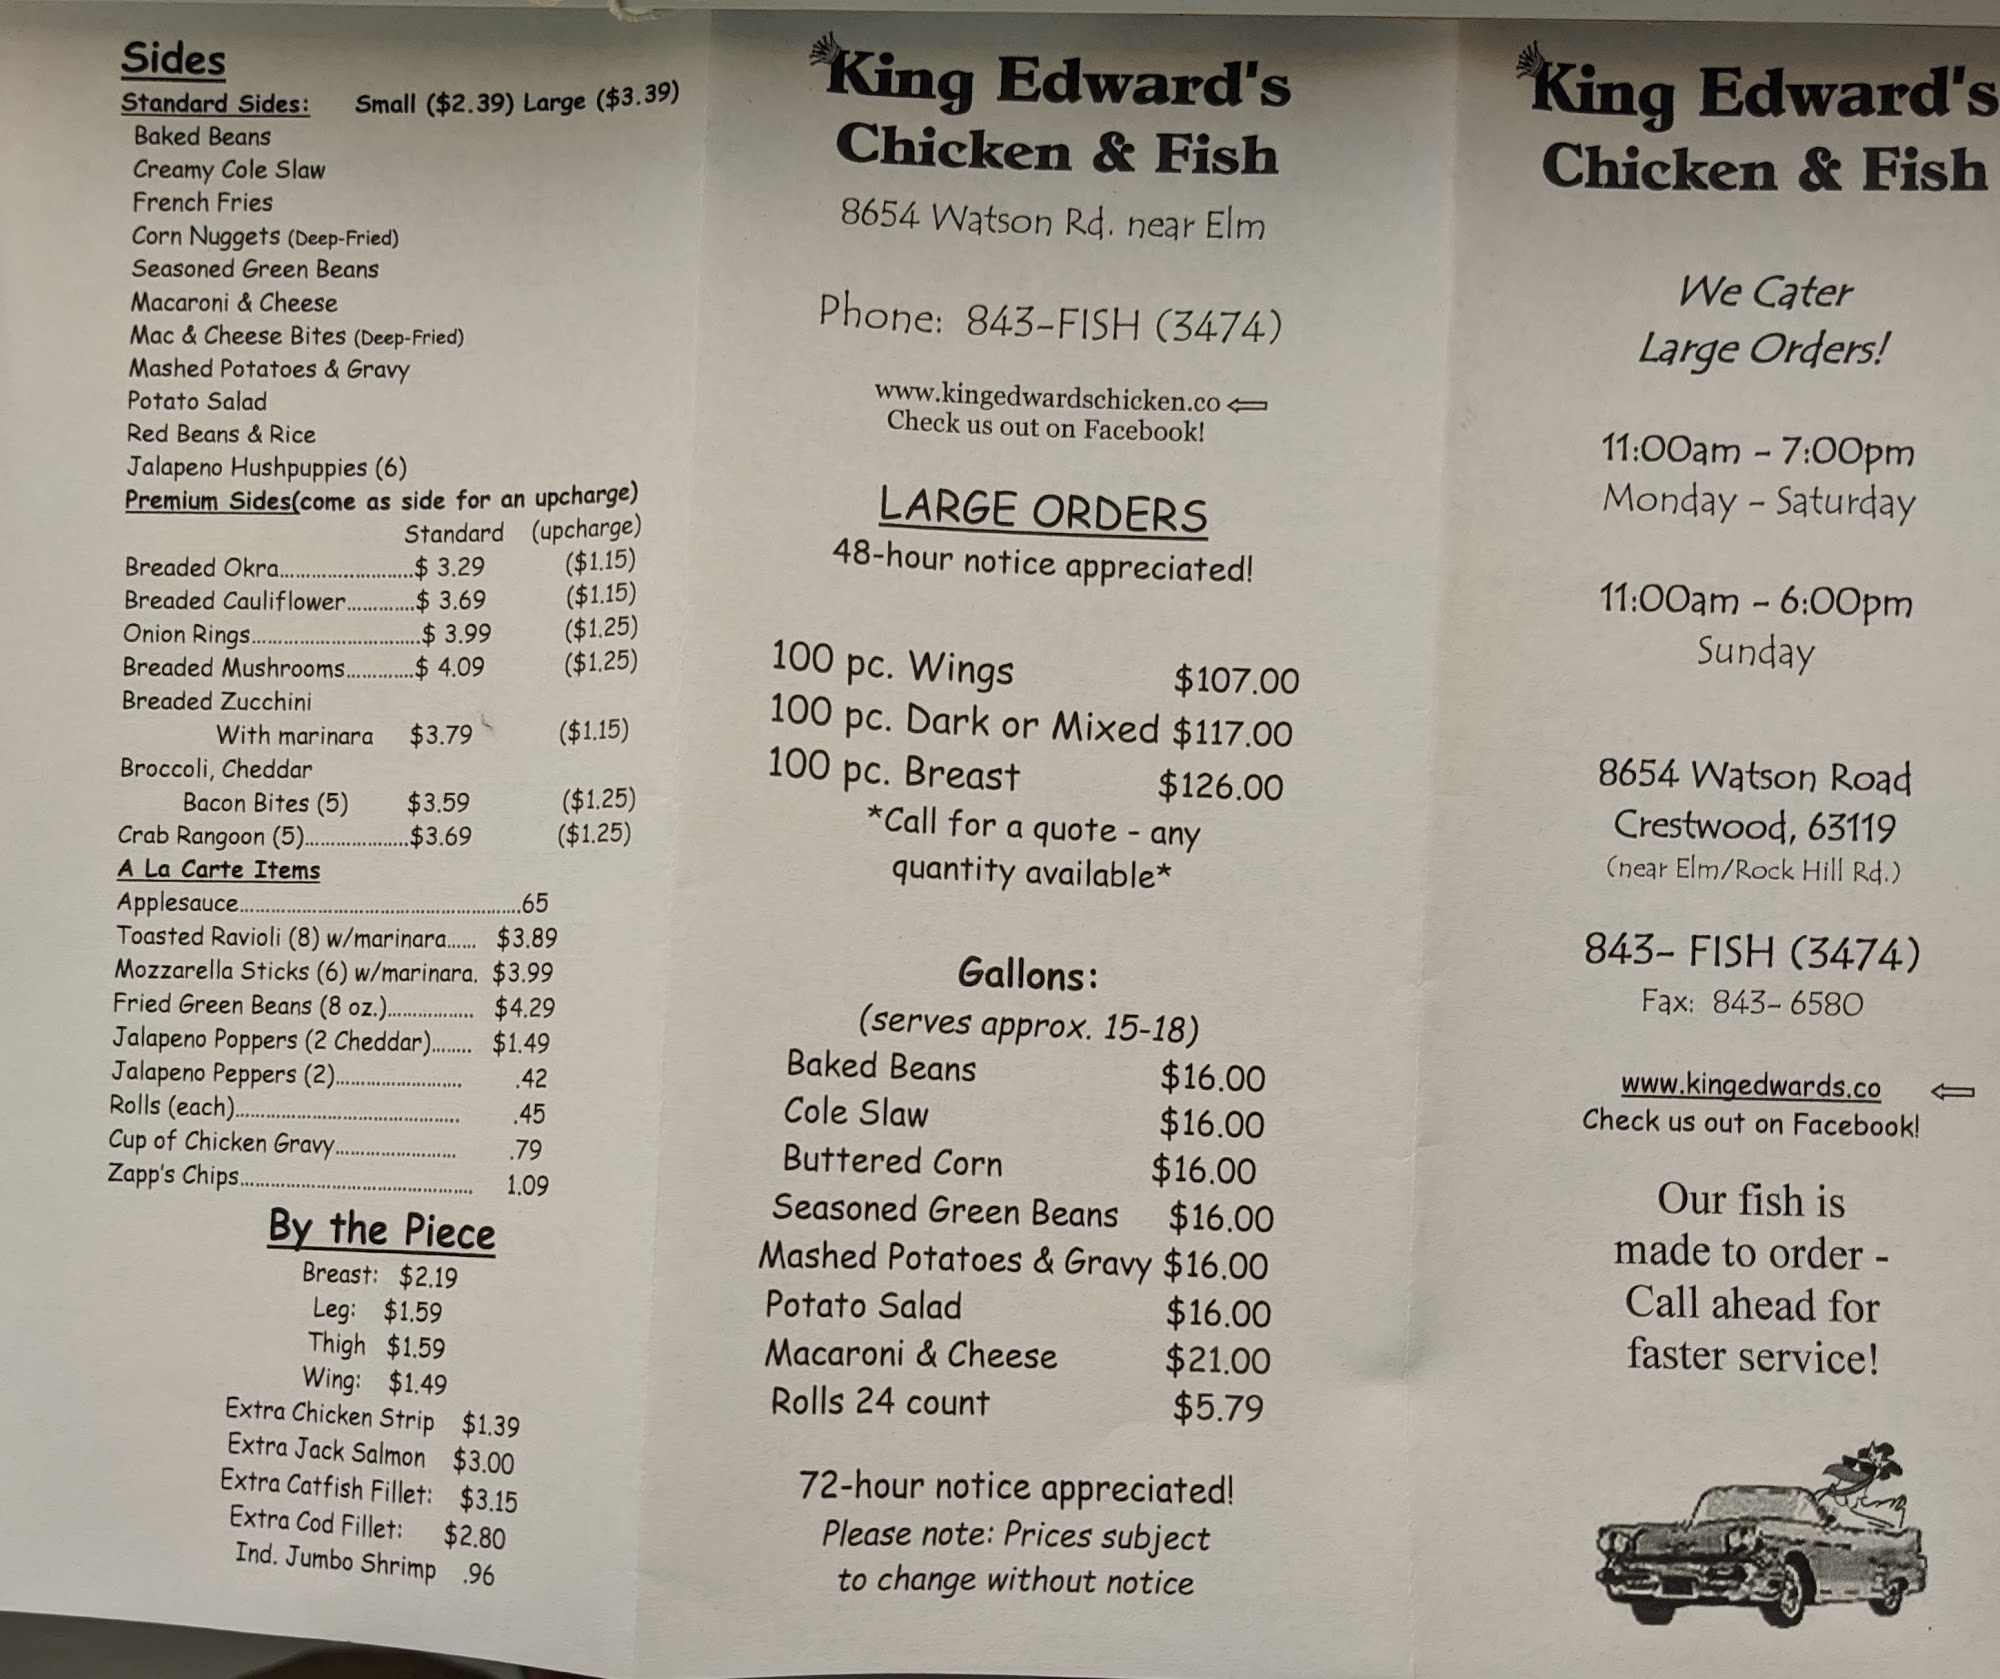 Sides
Standard Sides: Small ($2.39) Large ($3.39)
Baked Beans
Creamy Cole Slaw
French Fries
Corn Nuggets (Deep-Fried)
Seasoned Green Beans
Macaroni & Cheese
Mac & Cheese Bites (Deep-Fried)
Mashed Potatoes & Gravy
Potato Salad
Red Beans & Rice
Jalapeno Hushpuppies (6)
Premium Sides(come as side for an upcharge)
Standard (upcharge)
Breaded Okra..........................$ 3.29 ($1.15)
Breaded Cauliflower.............$ 3.69 ($1.15)
Onion Rings.................................$ 3.99 ($1.25)
Breaded Mushrooms.............$ 4.09 ($1.25)
Breaded Zucchini
With marinara $3.79 ($1.15)
Broccoli, Cheddar
Bacon Bites (5) $3.59 ($1.25)
Crab Rangoon (5).....................$3.69 ($1.25)
A La Carte Items
Applesauce.......................................................65
Toasted Ravioli (8) w/marinara...... $3.89
Mozzarella Sticks (6) w/marinara. $3.99
Fried Green Beans (8 oz.)................. $4.29
Jalapeno Poppers (2 Cheddar)........ $1.49
Jalapeno Peppers (2)......................... .42
Rolls (each)............................................. .45
Cup of Chicken Gravy........................ .79
Zapp's Chips.............................................. 1.09
By the Piece
Breast: $2.19
Leg: $1.59
Thigh $1.59
Wing: $1.49
Extra Chicken Strip $1.39
Extra Jack Salmon $3.00
Extra Catfish Fillet: $3.15
Extra Cod Fillet: $2.80
Ind. Jumbo Shrimp .96
King Edward's
Chicken & Fish
8654 Watson Rd. near Elm
Phone: 843-FISH (3474)
www.kingedwardschicken.co
Check us out on Facebook!
LARGE ORDERS
48-hour notice appreciated!
100 pc. Wings $107.00
100 pc. Dark or Mixed $117.00
100 pc. Breast $126.00
*Call for a quote - any
quantity available*
Gallons:
(serves approx. 15-18)
Baked Beans $16.00
Cole Slaw $16.00
Buttered Corn $16.00
Seasoned Green Beans $16.00
Mashed Potatoes & Gravy $16.00
Potato Salad $16.00
Macaroni & Cheese $21.00
Rolls 24 count $5.79
72-hour notice appreciated!
Please note: Prices subject
to change without notice
King Edward's
Chicken & Fish
We Cater
Large Orders!
11:00am - 7:00pm
Monday - Saturday
11:00am - 6:00pm
Sunday
8654 Watson Road
Crestwood, 63119
(near Elm/Rock Hill Rd.)
843- FISH (3474)
Fax: 843- 6580
www.kingedwards.co
Check us out on Facebook!
Our fish is
made to order -
Call ahead for
faster service!